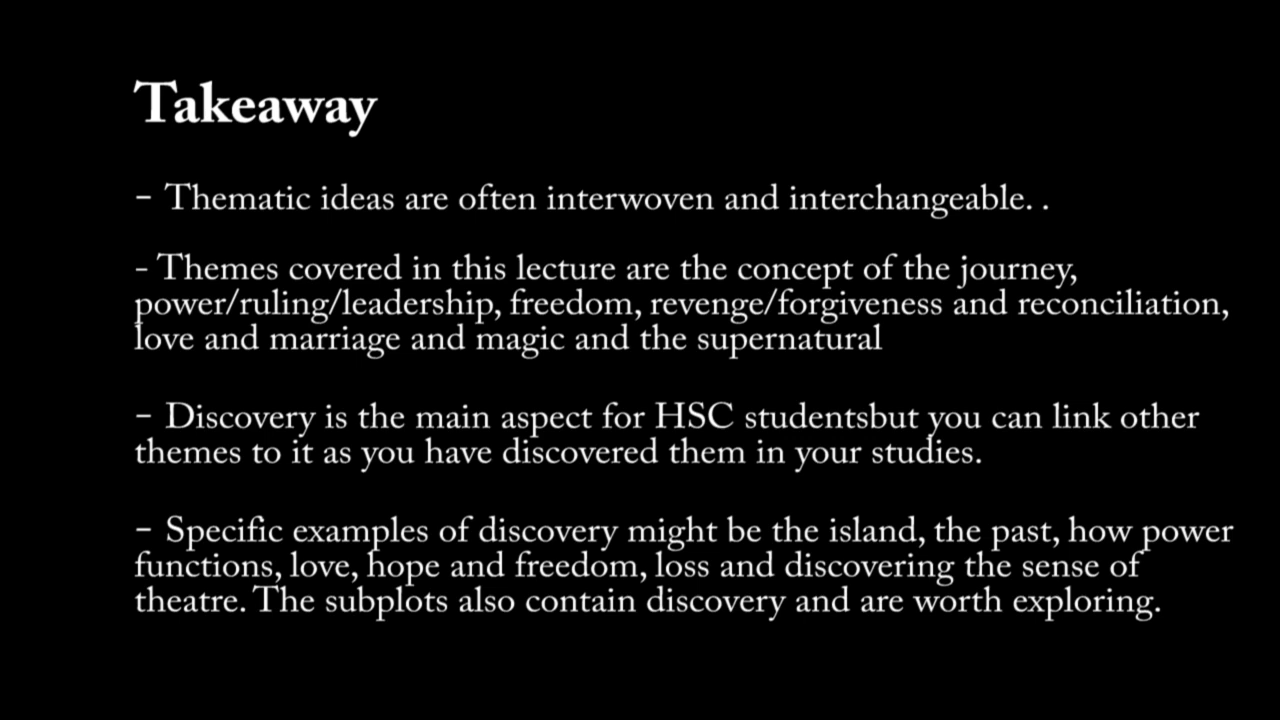 Takeaway
- Thematic ideas are often interwoven and interchangeable. .
- Themes covered in this lecture are the concept of the journey,
power/ruling/leadership, freedom, revenge/forgiveness and reconciliation,
love and marriage and magic and the supernatural
- Discovery is the main aspect for HSC studentsbut you can link other
themes to it as you have discovered them in your studies.
- Specific examples of discovery might be the island, the past, how power
functions, love, hope and freedom, loss and discovering the sense of
theatre. The subplots also contain discovery and are worth exploring.